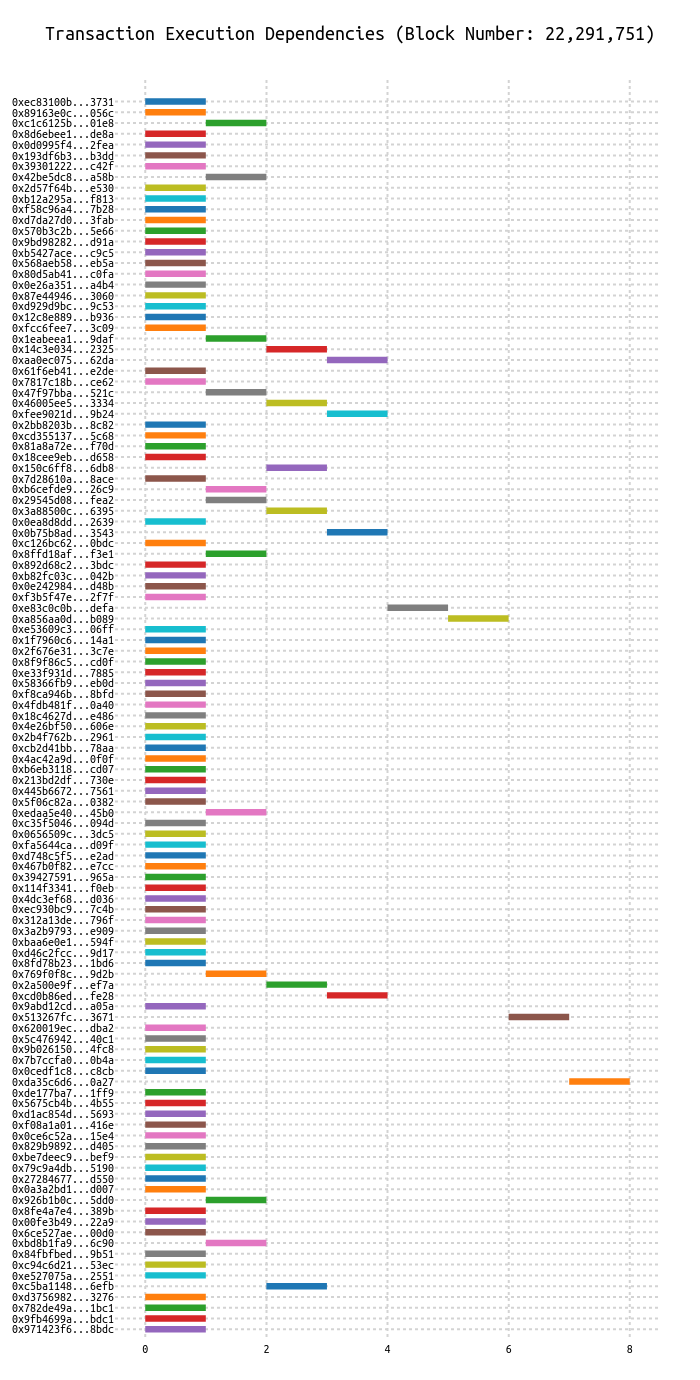 Transaction Execution Dependencies (Block Number: 22,291,751)
0xec83100b...3731
0x89163e0c...056c
0xc1c6125b...01e8
0x8d6ebee1...de8a
0x0d0995f4...2fea
0x193df6b3...b3dd
0x39301222...c42f
0x42be5dc8...a58b
0x2d57f64b...e530
0xb12a295a...f813
0xf58c96a4...7b28
0xd7da27d0...3fab
0x570b3c2b...5e66
0x9bd98282...d91a
0xb5427ace...c9c5
0x568aeb58...eb5a
0x80d5ab41...c0fa
0x0e26a351...a4b4
0x87e44946...3060
0xd929d9bc...9c53
0x12c8e889...b936
0xfcc6fee7...3c09
0x1eabeea1...9daf
0x14c3e034...2325
0xaa0ec075...62da
0x61f6eb41...e2de
0x7817c18b...ce62
0x47f97bba...521c
0x46005ee5...3334
0xfee9021d...9b24
0x2bb8203b...8c82
0xcd355137...5c68
0x81a8a72e...f70d
0x18cee9eb...d658
0x150c6ff8...6db8
0x7d28610a...8ace
0xb6cefde9...26c9
0x29545d08...fea2
0x3a88500c...6395
0x0ea8d8dd...2639
0x0b75b8ad...3543
0xc126bc62...0bdc
0x8ffd18af...f3e1
0x892d68c2...3bdc
0xb82fc03c...042b
0x0e242984...d48b
0xf3b5f47e...2f7f
0xe83c0c0b...defa
0xa856aa0d...b089
0xe53609c3...06ff
0x1f7960c6...14a1
0x2f676e31...3c7e
0x8f9f86c5...cd0f
0xe33f931d...7885
0x58366fb9...eb0d
0xf8ca946b...8bfd
0x4fdb481f...0a40
0x18c4627d...e486
0x4e26bf50...606e
0x2b4f762b...2961
0xcb2d41bb...78aa
0x4ac42a9d...0f0f
0xb6eb3118...cd07
0x213bd2df...730e
0x445b6672...7561
0x5f06c82a...0382
0xedaa5e40...45b0
0xc35f5046...094d
0x0656509c...3dc5
0xfa5644ca...d09f
0xd748c5f5...e2ad
0x467b0f82...e7cc
0x39427591...965a
0x114f3341...f0eb
0x4dc3ef68...d036
0xec930bc9...7c4b
0x312a13de...796f
0x3a2b9793...e909
0xbaa6e0e1...594f
0xd46c2fcc...9d17
0x8fd78b23...1bd6
0x769f0f8c...9d2b
0x2a500e9f...ef7a
0xcd0b86ed...fe28
0x9abd12cd...a05a
0x513267fc...3671
0x620019ec...dba2
0x5c476942...40c1
0x9b026150...4fc8
0x7b7ccfa0...0b4a
0x0cedf1c8...c8cb
0xda35c6d6...0a27
0xde177ba7...1ff9
0x5675cb4b...4b55
0xd1ac854d...5693
0xf08a1a01...416e
0x0ce6c52a...15e4
0x829b9892...d405
0xbe7deec9...bef9
0x79c9a4db...5190
0x27284677...d550
0x0a3a2bd1...d007
0x926b1b0c...5dd0
0x8fe4a7e4...389b
0x00fe3b49...22a9
0x6ce527ae...00d0
0xbd8b1fa9...6c90
0x84fbfbed...9b51
0xc94c6d21...53ec
0xe527075a...2551
0xc5ba1148...6efb
0xd3756982...3276
0x782de49a...1bc1
0x9fb4699a...bdc1
0x971423f6...8bdc
0 2 4 6 8